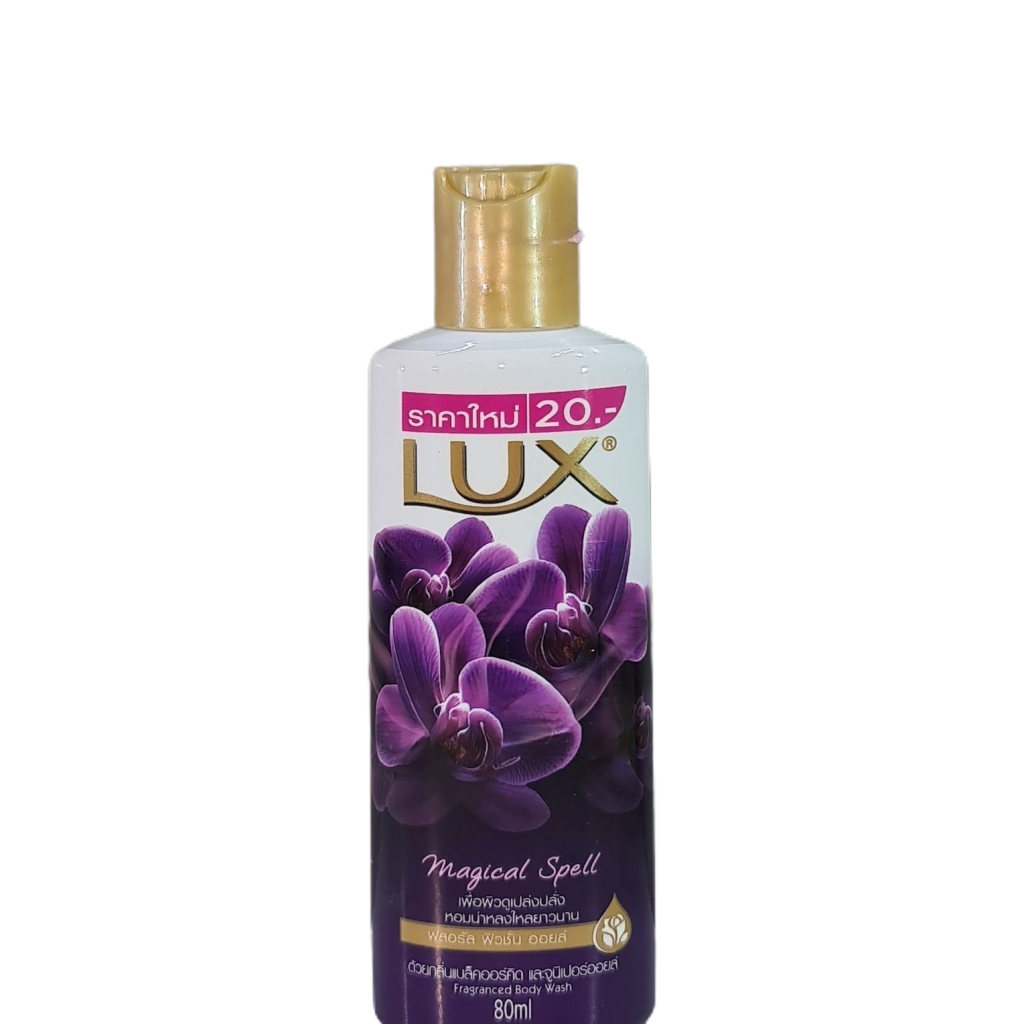 ราคาใหม่ 20.-
LUX®
Magical Spell
เพื่อผิวดูเปล่งปลั่ง
หอมน่าหลงใหลยาวนาน
ฟลอรัล ฟิวชั่น ออยล์
ด้วยกลิ่นแบล็คออร์คิด และจูนิเปอร์ออยล์
Fragranced Body Wash
80ml